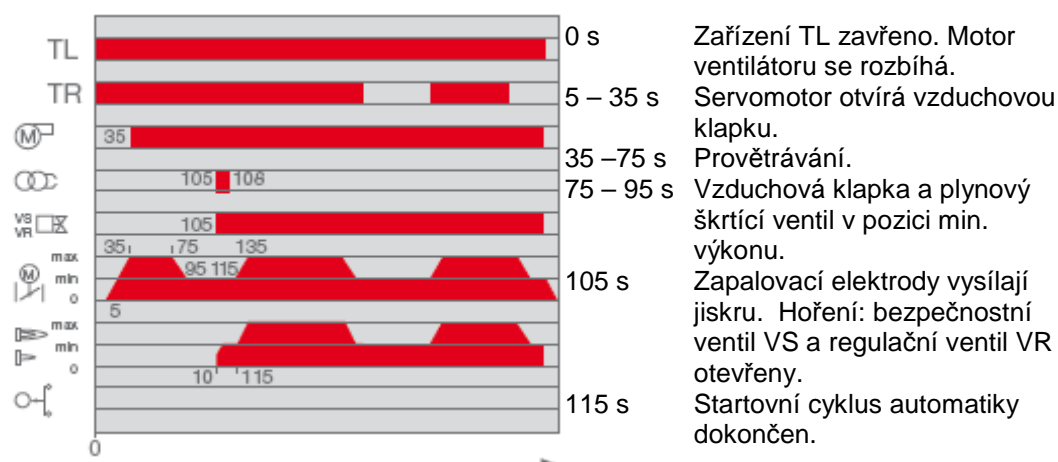 TL
TR
35
105 108
VS
VR
105
35 75 135
max
min
0
95 115
5
max
min
0
10 115
0
0 s Zařízení TL zavřeno. Motor
ventilátoru se rozbíhá.
5 – 35 s Servomotor otvírá vzduchovou
klapku.
35 –75 s Provětrávání.
75 – 95 s Vzduchová klapka a plynový
škrtící ventil v pozici min.
výkonu.
105 s Zapalovací elektrody vysílají
jiskru. Hoření: bezpečnostní
ventil VS a regulační ventil VR
otevřeny.
115 s Startovní cyklus automatiky
dokončen.